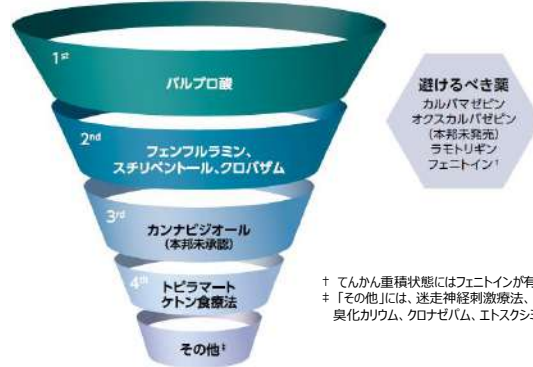 1st
バルプロ酸
2nd
フェンフルラミン、
スチリペントール、クロバザム
3rd
カンナビジオール
(本邦未承認)
4th
トピラマート
ケトン食療法
その他‡
避けるべき薬
カルバマゼピン
オクスカルバゼピン
(本邦未発売)
ラモトリギン
フェニトイン†
† てんかん重積状態にはフェニトインが有
‡ 「その他」には、迷走神経刺激療法、
臭化カリウム、クロナゼパム、エトスクシ